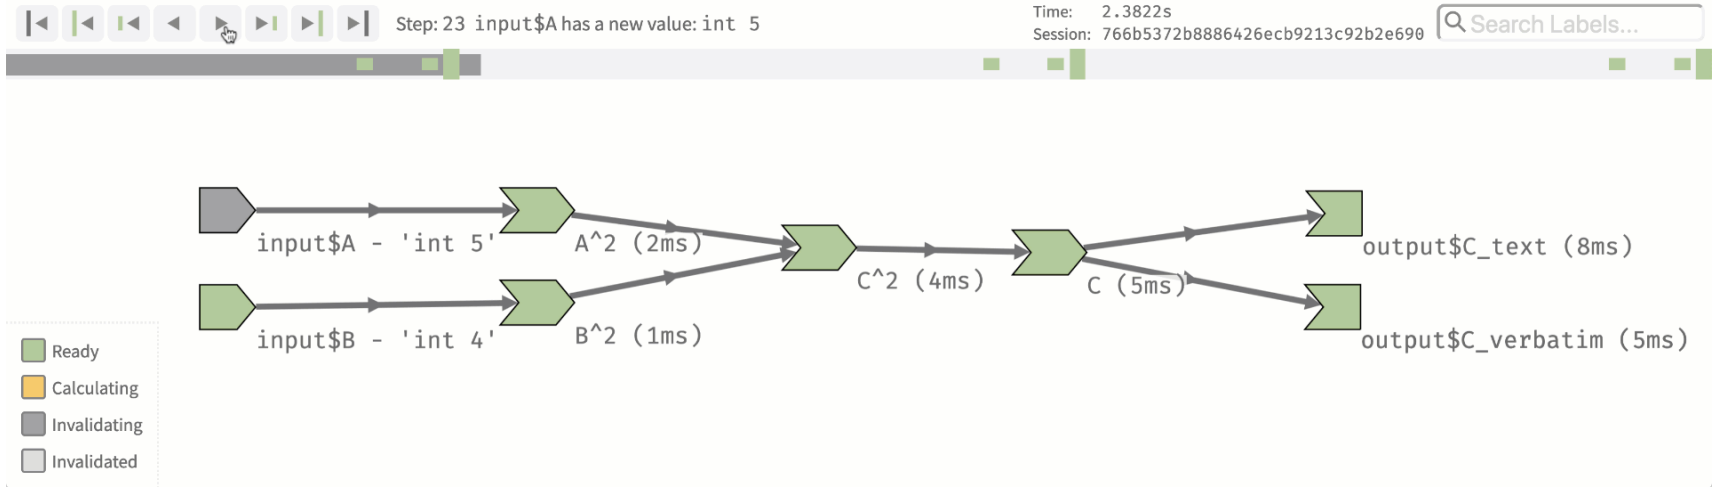 Step: 23 input$A has a new value: int 5
Time: 2.3822s
Session: 766b5372b8886426ecb9213c92b2e690
Search Labels...
input$A - 'int 5'
A^2 (2ms)
C^2 (4ms)
C (5ms)
output$C_text (8ms)
input$B - 'int 4'
B^2 (1ms)
output$C_verbatim (5ms)
Ready
Calculating
Invalidating
Invalidated